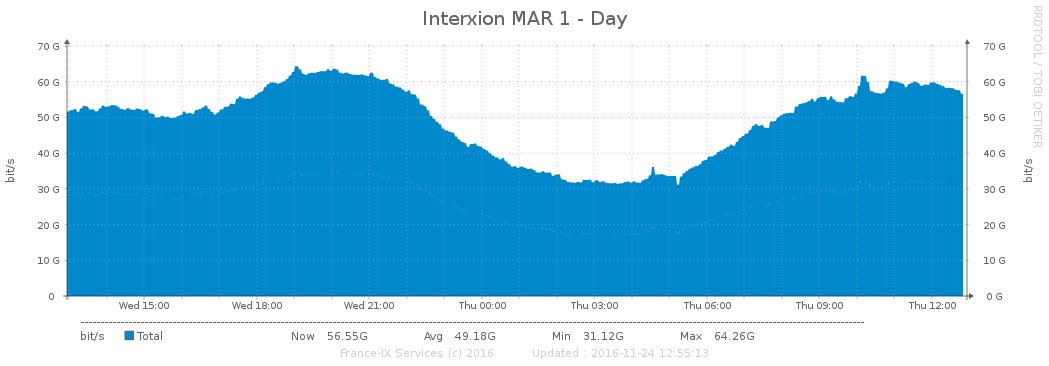 Interxion MAR 1 - Day
RRDTOOL / TOBI OETIKER
70 G 70 G
60 G 60 G
50 G 50 G
40 G 40 G
30 G 30 G
20 G 20 G
10 G 10 G
0 0 G
bit/s bit/s
Wed 15:00 Wed 18:00 Wed 21:00 Thu 00:00 Thu 03:00 Thu 06:00 Thu 09:00 Thu 12:00
bit/s Total Now 56.55G Avg 49.18G Min 31.12G Max 64.26G
France-IX Services (c) 2016 Updated : 2016-11-24 12:55:13